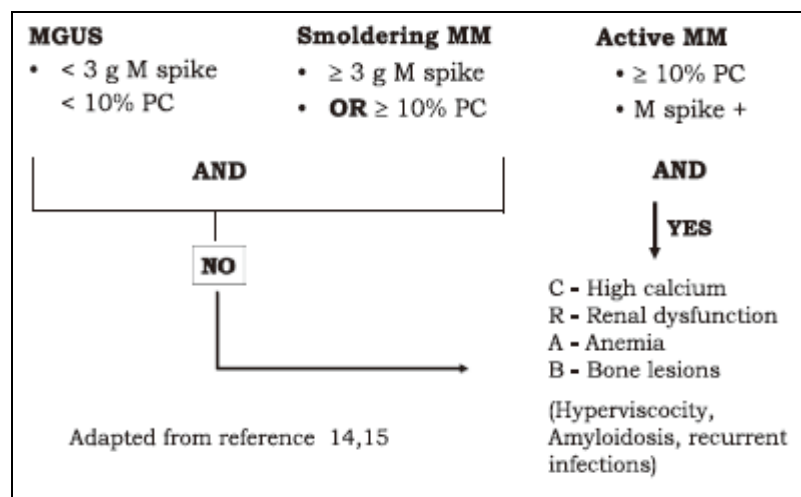 MGUS
• < 3 g M spike
< 10% PC
Smoldering MM
• ≥ 3 g M spike
• OR ≥ 10% PC
Active MM
• ≥ 10% PC
• M spike +
AND
AND
NO
YES
C - High calcium
R - Renal dysfunction
A - Anemia
B - Bone lesions
(Hyperviscocity,
Amyloidosis, recurrent
infections)
Adapted from reference 14,15